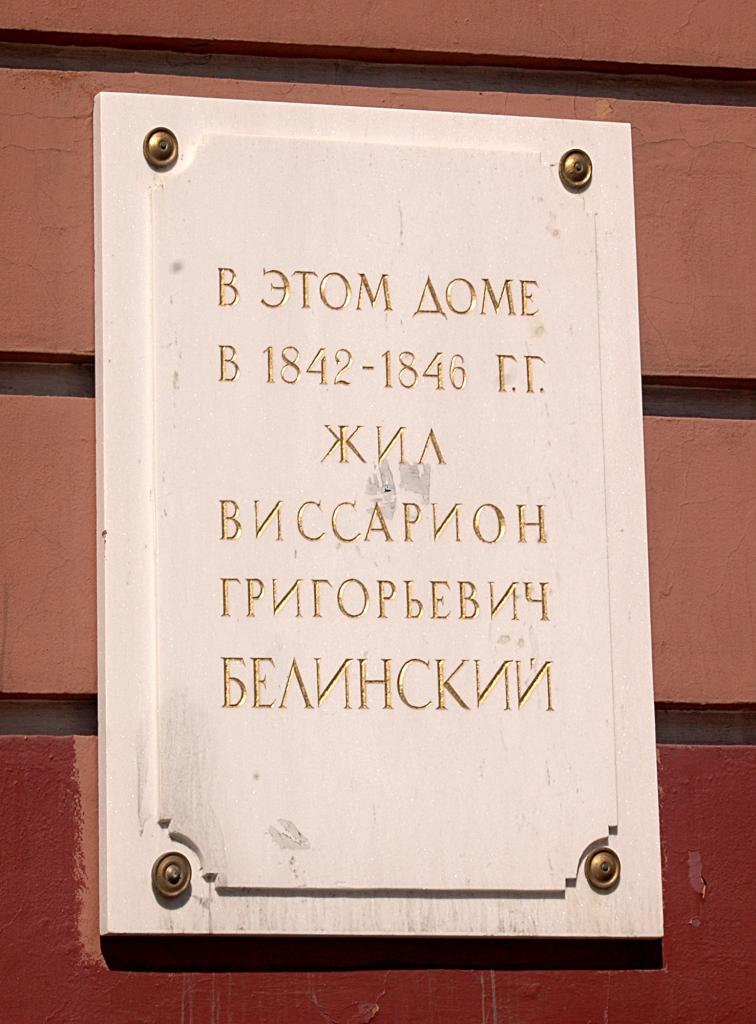 В ЭТОМ ДОМЕ
В 1842-1846 Г.Г.
ЖИЛ
ВИССАРИОН
ГРИГОРЬЕВИЧ
БЕЛИНСКИЙ